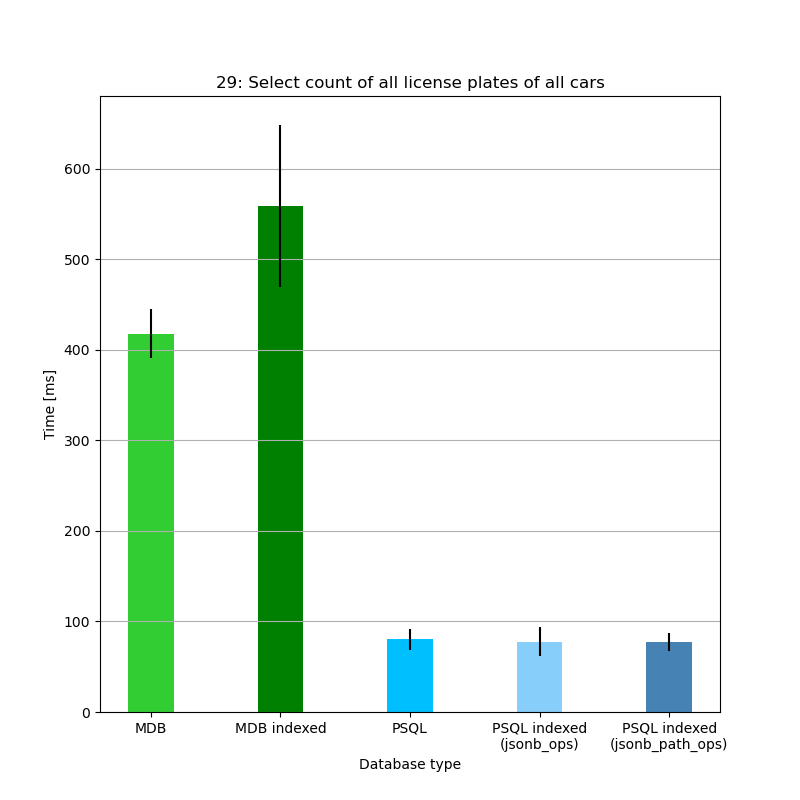 29: Select count of all license plates of all cars
Time [ms]
600
500
400
300
200
100
0
MDB
MDB indexed
PSQL
PSQL indexed
(jsonb_ops)
PSQL indexed
(jsonb_path_ops)
Database type